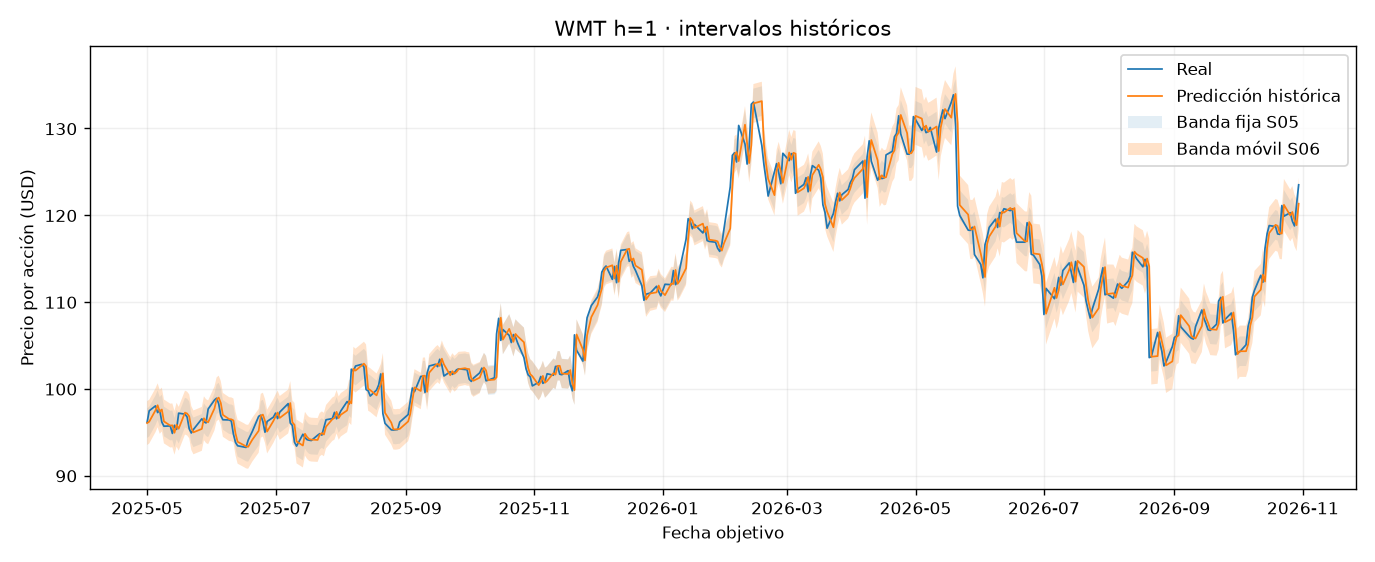 WMT h=1 · intervalos históricos
Real
Predicción histórica
Banda fija S05
Banda móvil S06
Precio por acción (USD)
130
120
110
100
90
2025-05 2025-07 2025-09 2025-11 2026-01 2026-03 2026-05 2026-07 2026-09 2026-11
Fecha objetivo